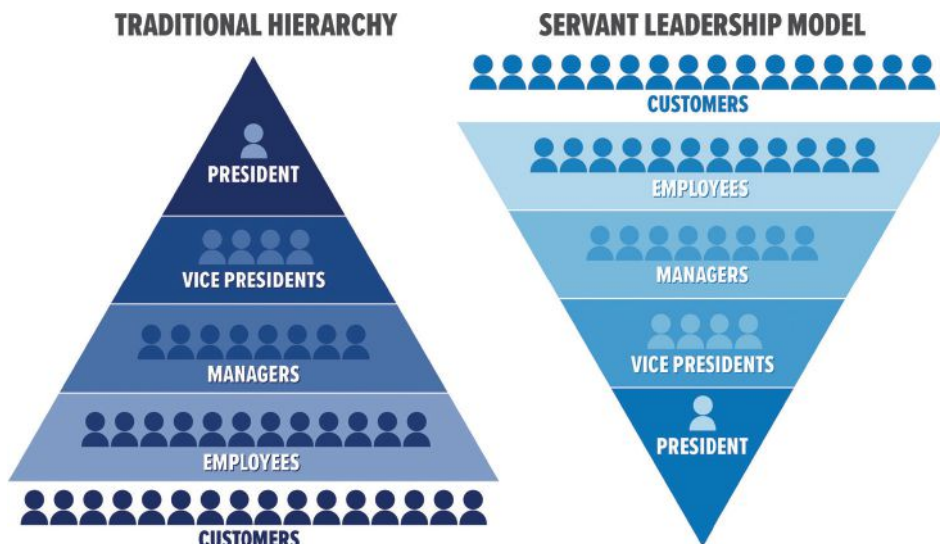 TRADITIONAL HIERARCHY
PRESIDENT
VICE PRESIDENTS
MANAGERS
EMPLOYEES
CUSTOMERS
SERVANT LEADERSHIP MODEL
CUSTOMERS
EMPLOYEES
MANAGERS
VICE PRESIDENTS
PRESIDENT